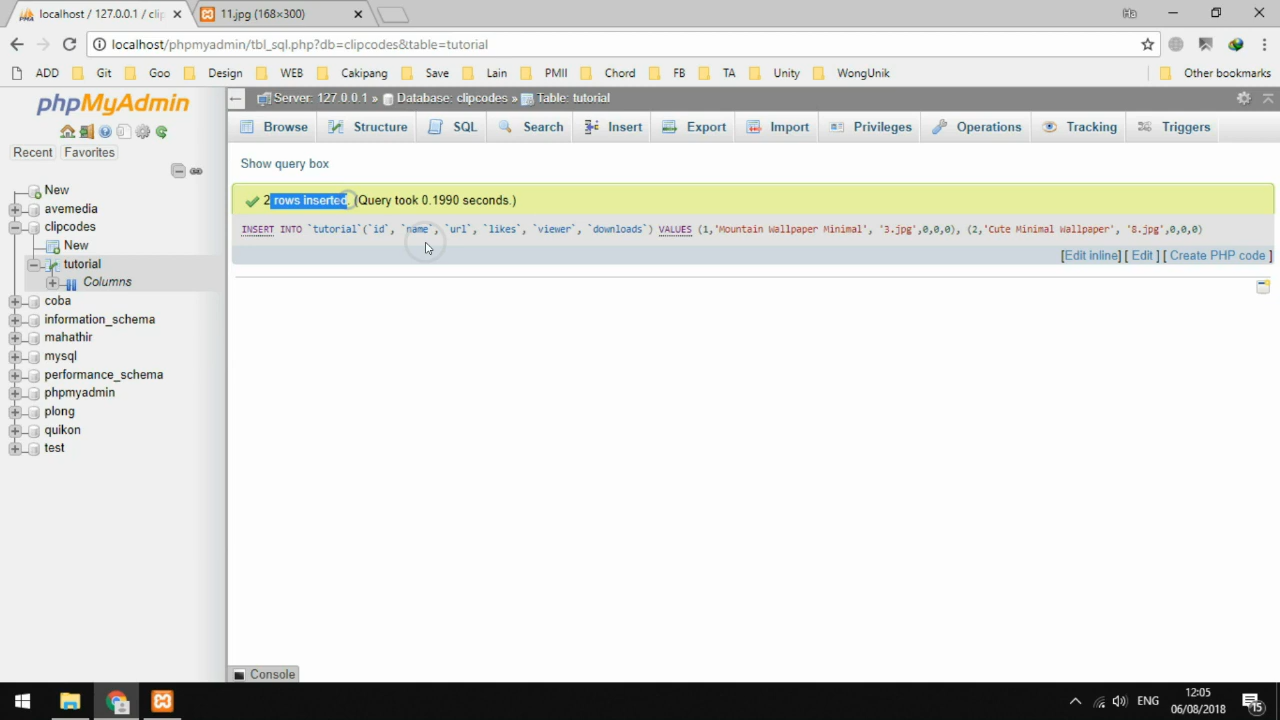 localhost / 127.0.0.1 / clip
11.jpg (168×300)
localhost/phpmyadmin/tbl_sql.php?db=clipcodes&table=tutorial
ADD Git Goo Design WEB Cakipang Save Lain PMII Chord FB TA Unity WongUnik Other bookmarks
phpMyAdmin
Server: 127.0.0.1 » Database: clipcodes » Table: tutorial
Browse Structure SQL Search Insert Export Import Privileges Operations Tracking Triggers
Recent Favorites
Show query box
2 rows inserted. (Query took 0.1990 seconds.)
INSERT INTO `tutorial`(`id`, `name`, `url`, `likes`, `viewer`, `downloads`) VALUES (1,'Mountain Wallpaper Minimal', '3.jpg',0,0,0), (2,'Cute Minimal Wallpaper', '8.jpg',0,0,0)
[Edit inline] [ Edit ] [ Create PHP code ]
New
avemedia
clipcodes
New
tutorial
Columns
coba
information_schema
mahathir
mysql
performance_schema
phpmyadmin
plong
quikon
test
Console
ENG
12:05
06/08/2018
15